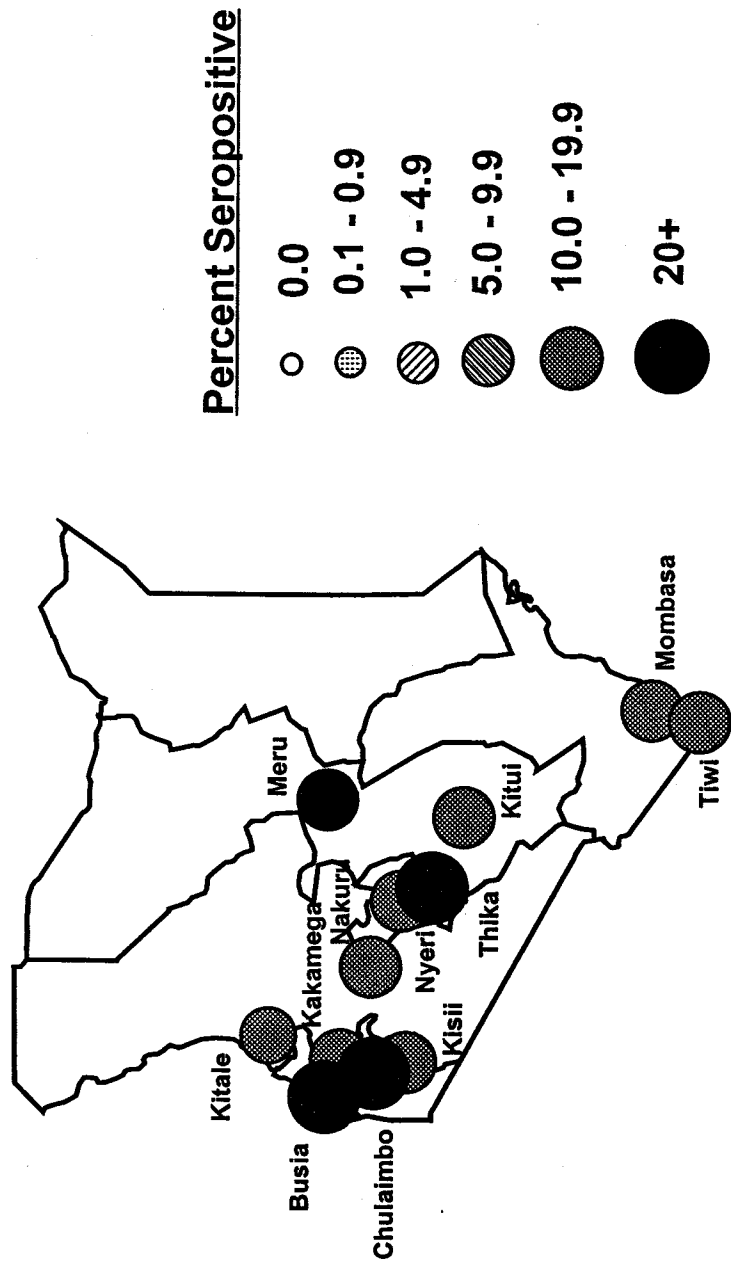 Percent Seropositive
0.0
0.1 - 0.9
1.0 - 4.9
5.0 - 9.9
10.0 - 19.9
20+
Kitale
Busia
Chulaimbo
Kakamega
Kisii
Nakuru
Nyeri
Thika
Meru
Kitui
Mombasa
Tiwi